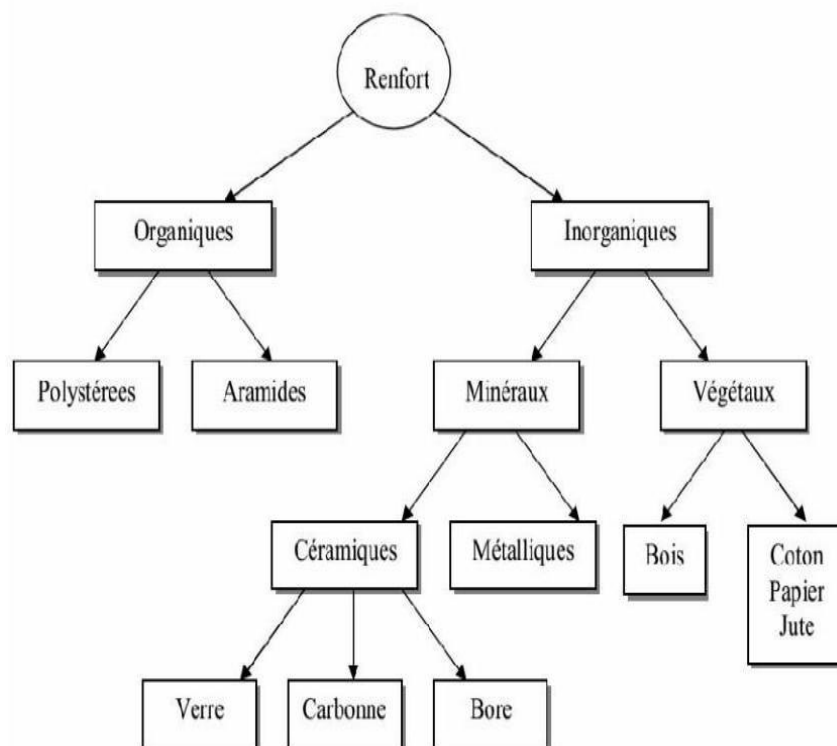 Renfort
Organiques
Inorganiques
Polystérees
Aramides
Minéraux
Végétaux
Céramiques
Métalliques
Bois
Coton
Papier
Jute
Verre
Carbonne
Bore